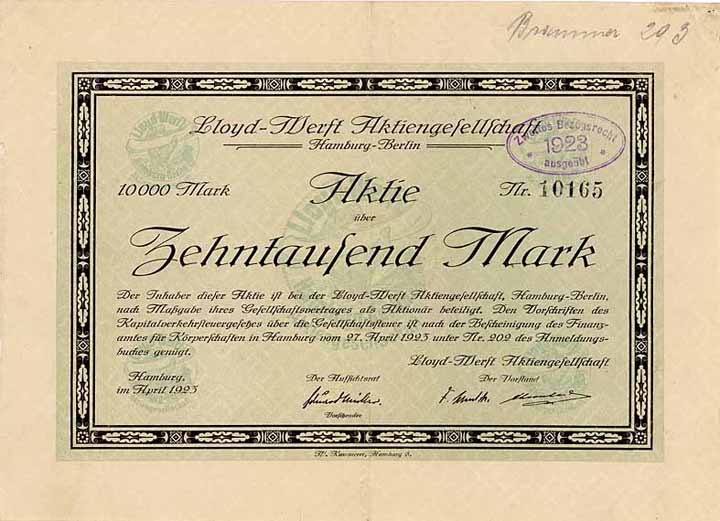 Brammer 293
Lloyd-Werft Aktiengesellschaft
Hamburg-Berlin
Zweites Bezugsrecht
1923
ausgeübt
10000 Mark Aktie Nr. 10165
über
Zehntausend Mark
Der Inhaber dieser Aktie ist bei der Lloyd-Werft Aktiengesellschaft, Hamburg-Berlin,
nach Maßgabe ihres Gesellschaftsvertrages als Aktionär beteiligt. Den Vorschriften des
Kapitalverkehrsteuergesetzes über die Gesellschaftsteuer ist nach der Bescheinigung des Finanz-
amtes für Körperschaften in Hamburg vom 27. April 1923 unter Nr. 202 des Anmeldungs-
buches genügt.
Lloyd-Werft Aktiengesellschaft
Hamburg,
im April 1923
Der Aufsichtsrat
Der Vorstand
Vorsitzender
Hamburg 8.